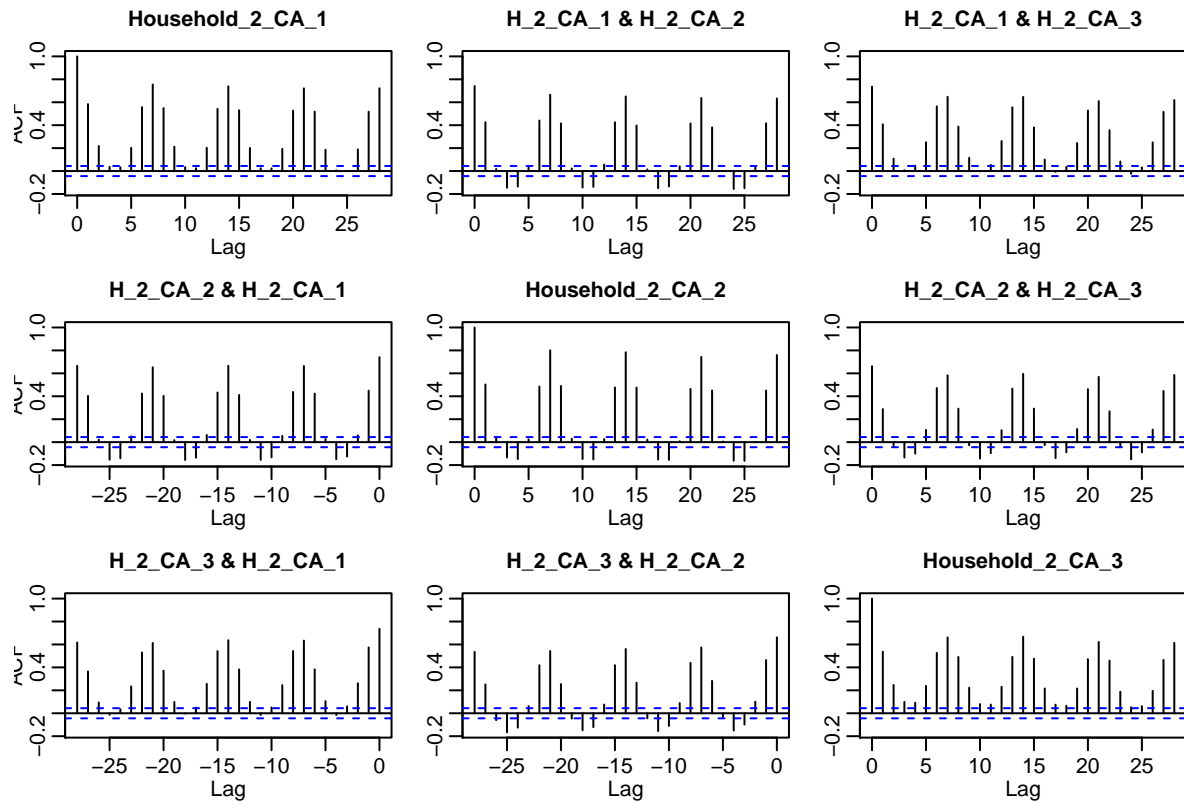 Household_2_CA_1 H_2_CA_1 & H_2_CA_2 H_2_CA_1 & H_2_CA_3
ACF
1.0 1.0 1.0
0.4 0.4 0.4
−0.2 −0.2 −0.2
0 5 10 15 20 25 0 5 10 15 20 25 0 5 10 15 20 25
Lag Lag Lag
H_2_CA_2 & H_2_CA_1 Household_2_CA_2 H_2_CA_2 & H_2_CA_3
ACF
1.0 1.0 1.0
0.4 0.4 0.4
−0.2 −0.2 −0.2
−25 −20 −15 −10 −5 0 0 5 10 15 20 25 0 5 10 15 20 25
Lag Lag Lag
H_2_CA_3 & H_2_CA_1 H_2_CA_3 & H_2_CA_2 Household_2_CA_3
ACF
1.0 1.0 1.0
0.4 0.4 0.4
−0.2 −0.2 −0.2
−25 −20 −15 −10 −5 0 −25 −20 −15 −10 −5 0 0 5 10 15 20 25
Lag Lag Lag